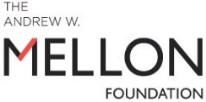 THE
ANDREW W.
MELLON
FOUNDATION